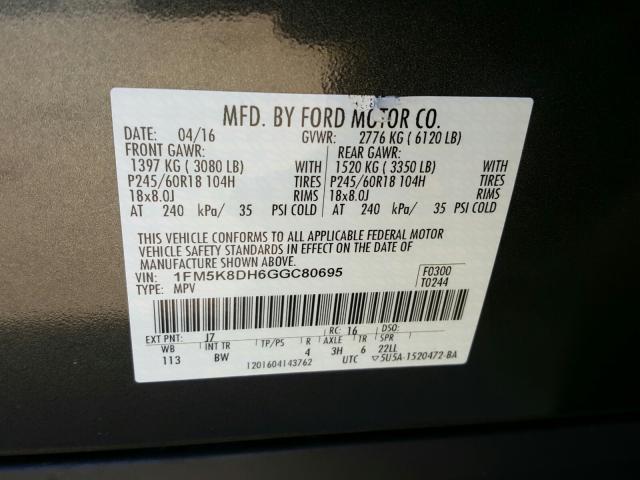 MFD. BY FORD MOTOR CO.
DATE: 04/16 GVWR: 2776 KG ( 6120 LB)
FRONT GAWR: REAR GAWR:
1397 KG ( 3080 LB) WITH 1520 KG ( 3350 LB) WITH
P245/60R18 104H TIRES P245/60R18 104H TIRES
18x8.0J RIMS 18x8.0J RIMS
AT 240 kPa/ 35 PSI COLD AT 240 kPa/ 35 PSI COLD
THIS VEHICLE CONFORMS TO ALL APPLICABLE FEDERAL MOTOR
VEHICLE SAFETY STANDARDS IN EFFECT ON THE DATE OF
MANUFACTURE SHOWN ABOVE.
VIN: 1FM5K8DH6GGC80695 F0300
TYPE: MPV T0244
EXT PNT: J7 RC: 16 DSO:
WB INT TR TP/PS R AXLE TR SPR
113 BW 4 3H 6 22LL
1201604143762 UTC ▽5U5A-1520472-BA